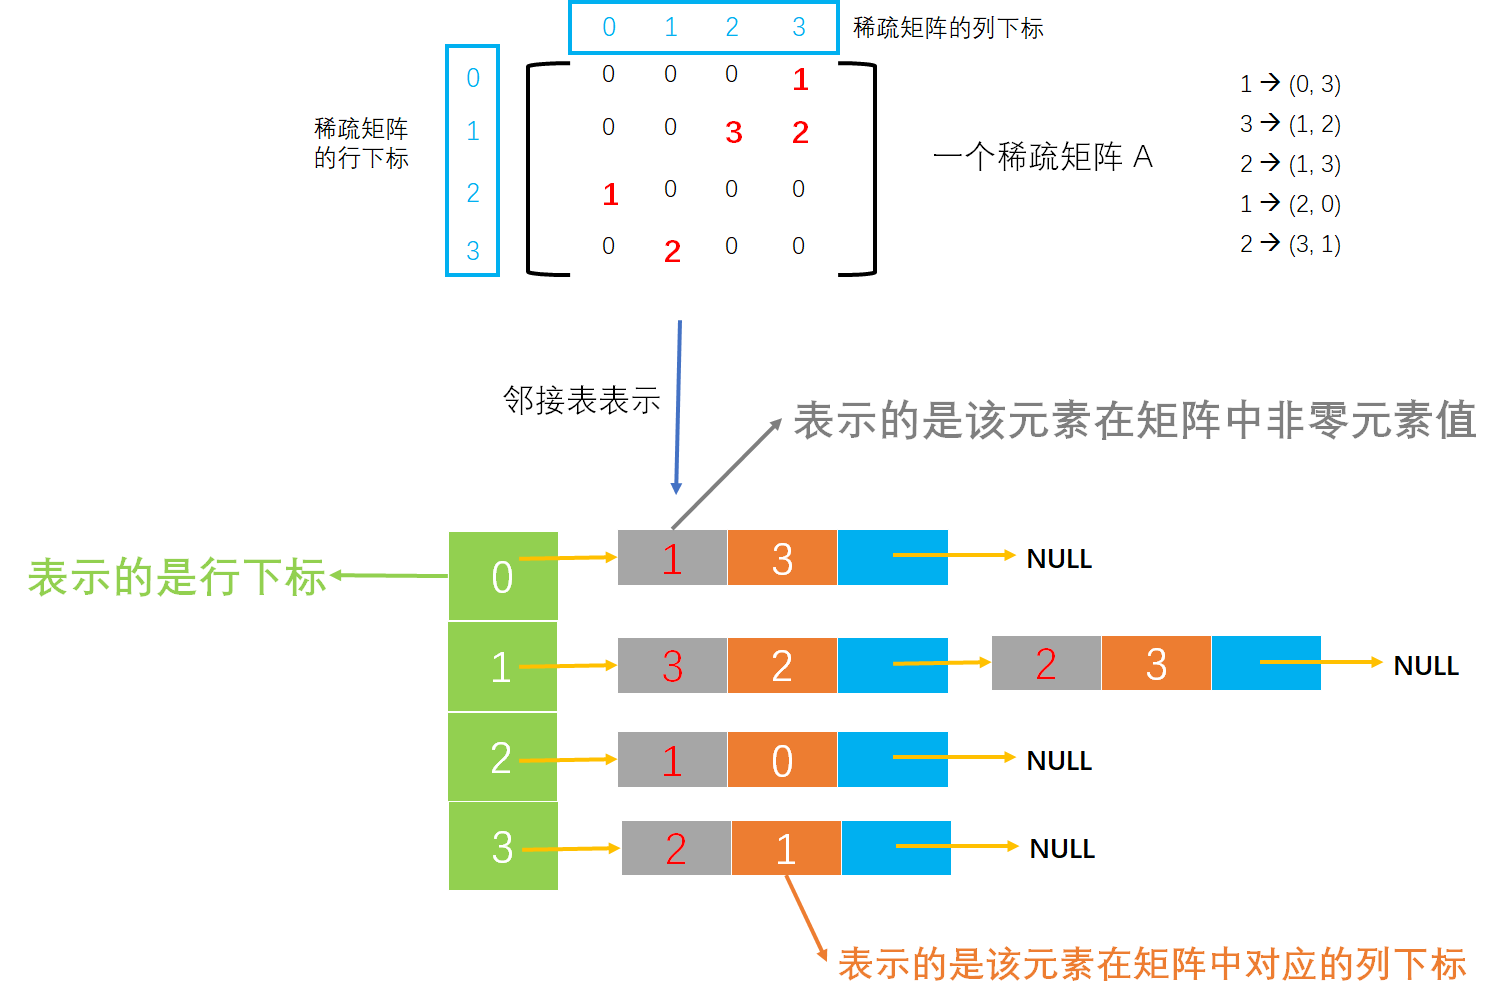 0 1 2 3 稀疏矩阵的列下标
稀疏矩阵
的行下标
0
1
2
3
0 0 0 1
0 0 3 2
1 0 0 0
0 2 0 0
一个稀疏矩阵 A
1 → (0, 3)
3 → (1, 2)
2 → (1, 3)
1 → (2, 0)
2 → (3, 1)
邻接表表示
表示的是该元素在矩阵中非零元素值
表示的是行下标
0 1 3 NULL
1 3 2 2 3 NULL
2 1 0 NULL
3 2 1 NULL
表示的是该元素在矩阵中对应的列下标